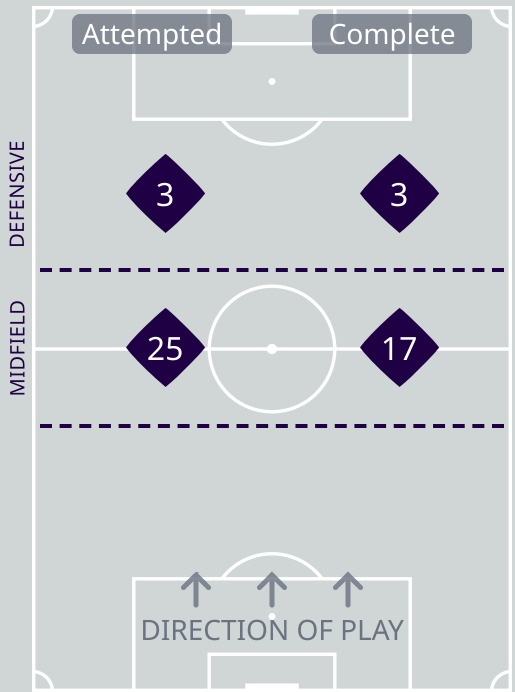 Attempted Complete
DEFENSIVE
3 3
MIDFIELD
25 17
DIRECTION OF PLAY